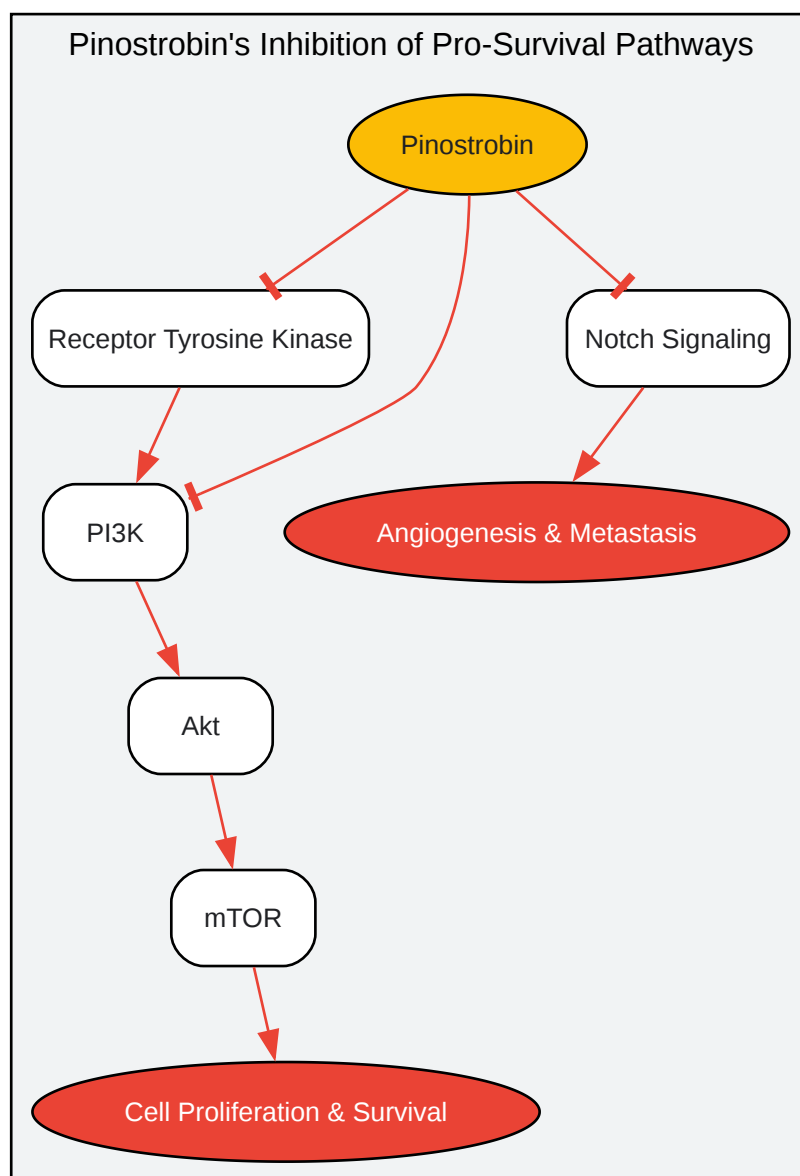 Pinostrobin's Inhibition of Pro-Survival Pathways
Pinostrobin
Receptor Tyrosine Kinase
Notch Signaling
PI3K
Angiogenesis & Metastasis
Akt
mTOR
Cell Proliferation & Survival